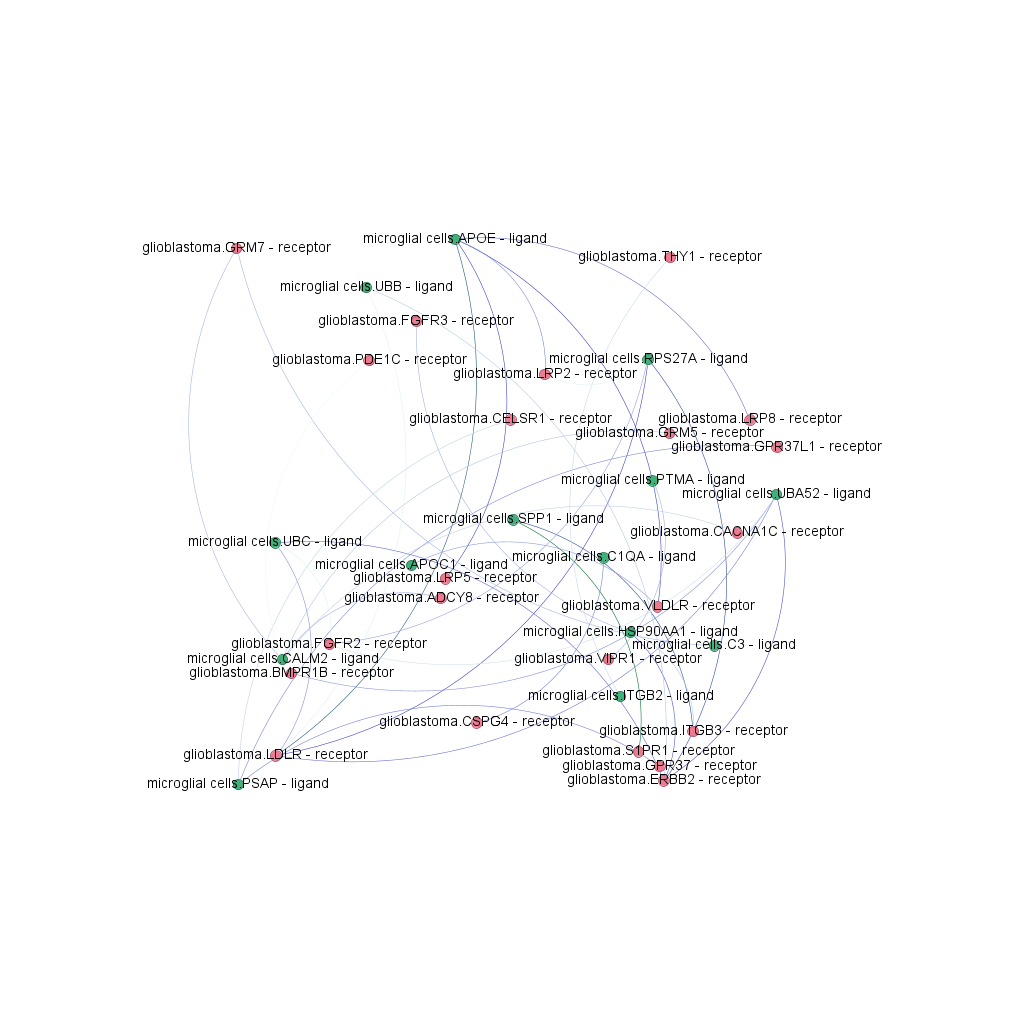 microglial cells.APOE - ligand
glioblastoma.GRM7 - receptor
glioblastoma.THY1 - receptor
microglial cells.UBB - ligand
glioblastoma.FGFR3 - receptor
glioblastoma.PDE1C - receptor
microglial cells.RPS27A - ligand
glioblastoma.LRP2 - receptor
glioblastoma.CELSR1 - receptor
glioblastoma.LRP8 - receptor
glioblastoma.GRM5 - receptor
glioblastoma.GPR37L1 - receptor
microglial cells.PTMA - ligand
microglial cells.UBA52 - ligand
microglial cells.SPP1 - ligand
glioblastoma.CACNA1C - receptor
microglial cells.UBC - ligand
microglial cells.C1QA - ligand
microglial cells.APOC1 - ligand
glioblastoma.LRP5 - receptor
glioblastoma.ADCY8 - receptor
glioblastoma.VLDLR - receptor
microglial cells.HSP90AA1 - ligand
glioblastoma.FGFR2 - receptor
microglial cells.C3 - ligand
microglial cells.CALM2 - ligand
glioblastoma.VIPR1 - receptor
glioblastoma.BMPR1B - receptor
microglial cells.ITGB2 - ligand
glioblastoma.CSPG4 - receptor
glioblastoma.ITGB3 - receptor
glioblastoma.S1PR1 - receptor
glioblastoma.LDLR - receptor
glioblastoma.GPR37 - receptor
glioblastoma.ERBB2 - receptor
microglial cells.PSAP - ligand